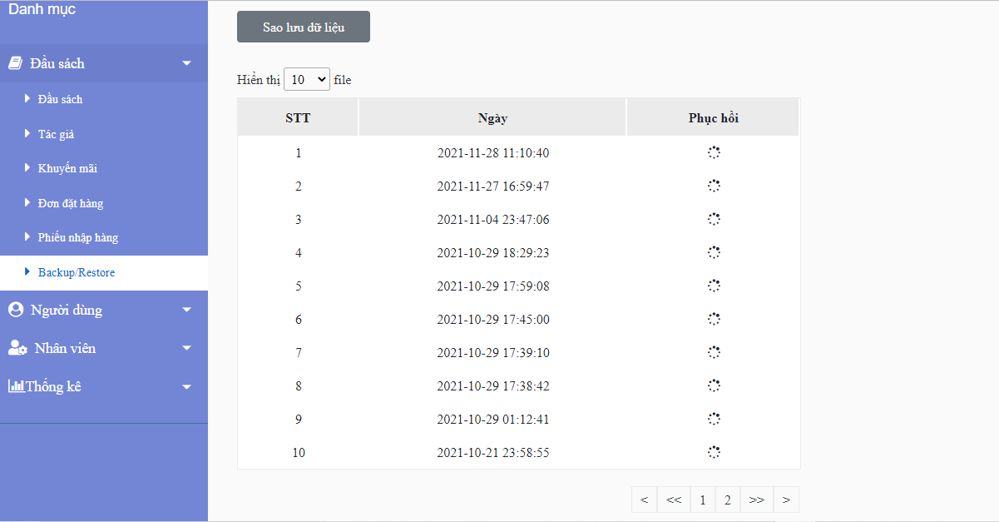 Danh mục
Đầu sách
Đầu sách
Tác giả
Khuyến mãi
Đơn đặt hàng
Phiếu nhập hàng
Backup/Restore
Người dùng
Nhân viên
Thống kê
Sao lưu dữ liệu
Hiển thị 10 file
STT Ngày Phục hồi
1 2021-11-28 11:10:40
2 2021-11-27 16:59:47
3 2021-11-04 23:47:06
4 2021-10-29 18:29:23
5 2021-10-29 17:59:08
6 2021-10-29 17:45:00
7 2021-10-29 17:39:10
8 2021-10-29 17:38:42
9 2021-10-29 01:12:41
10 2021-10-21 23:58:55
< << 1 2 >> >